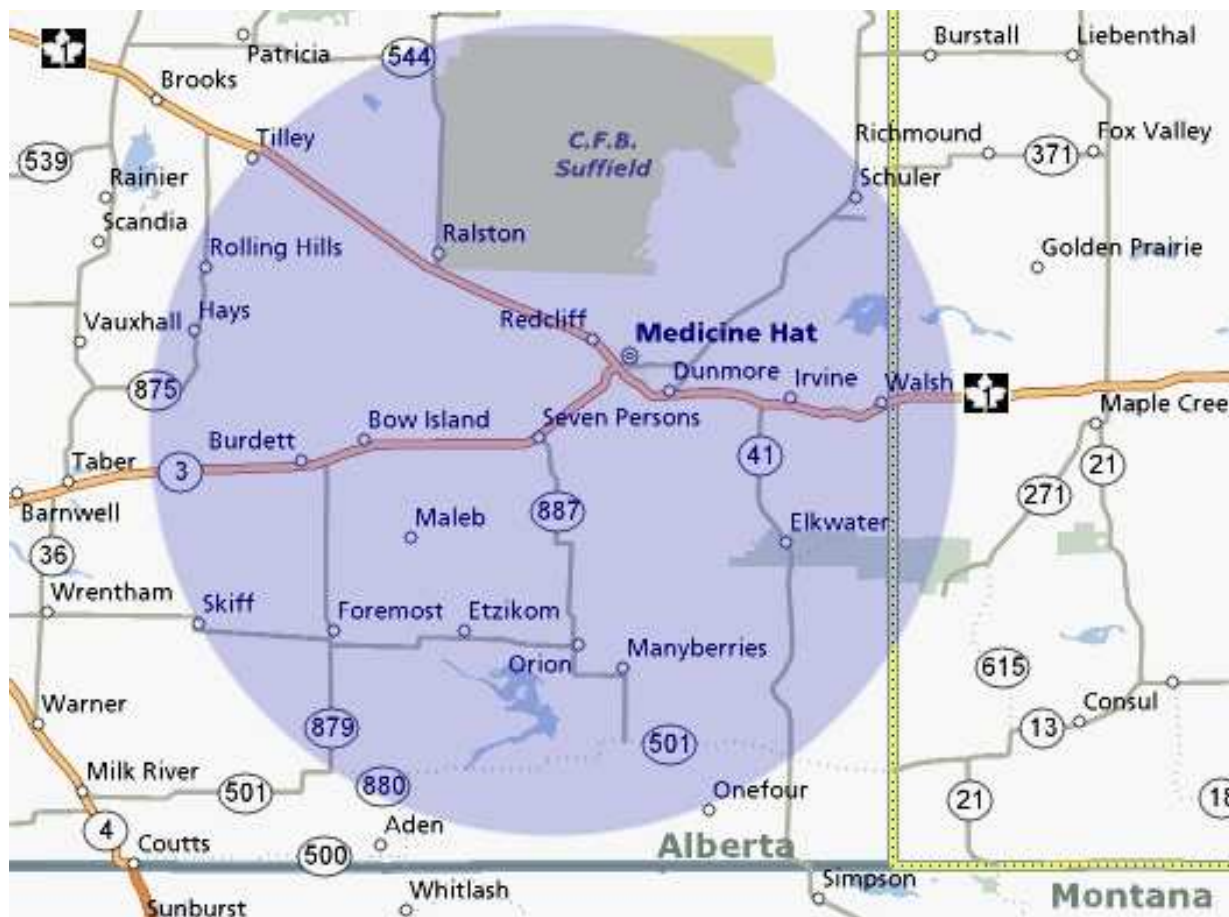 1
Patricia
544
Burstall
Liebenthal
Brooks
Tilley
C.F.B.
Suffield
Richmound
371
Fox Valley
539
Rainier
Schuler
Scandia
Ralston
Rolling Hills
Golden Prairie
Hays
Vauxhall
Redcliff
Medicine Hat
875
Dunmore
Irvine
Walsh
1
Bow Island
Seven Persons
Maple Cree
Burdett
Taber
3
41
21
Barnwell
271
Maleb
887
Elkwater
36
Wrentham
Skiff
Foremost
Etzikom
Orion
Manyberries
615
Warner
879
501
13
Consul
Milk River
501
880
Onefour
21
18
4
Aden
Coutts
500
Alberta
Whitlash
Simpson
Montana
Sunburst